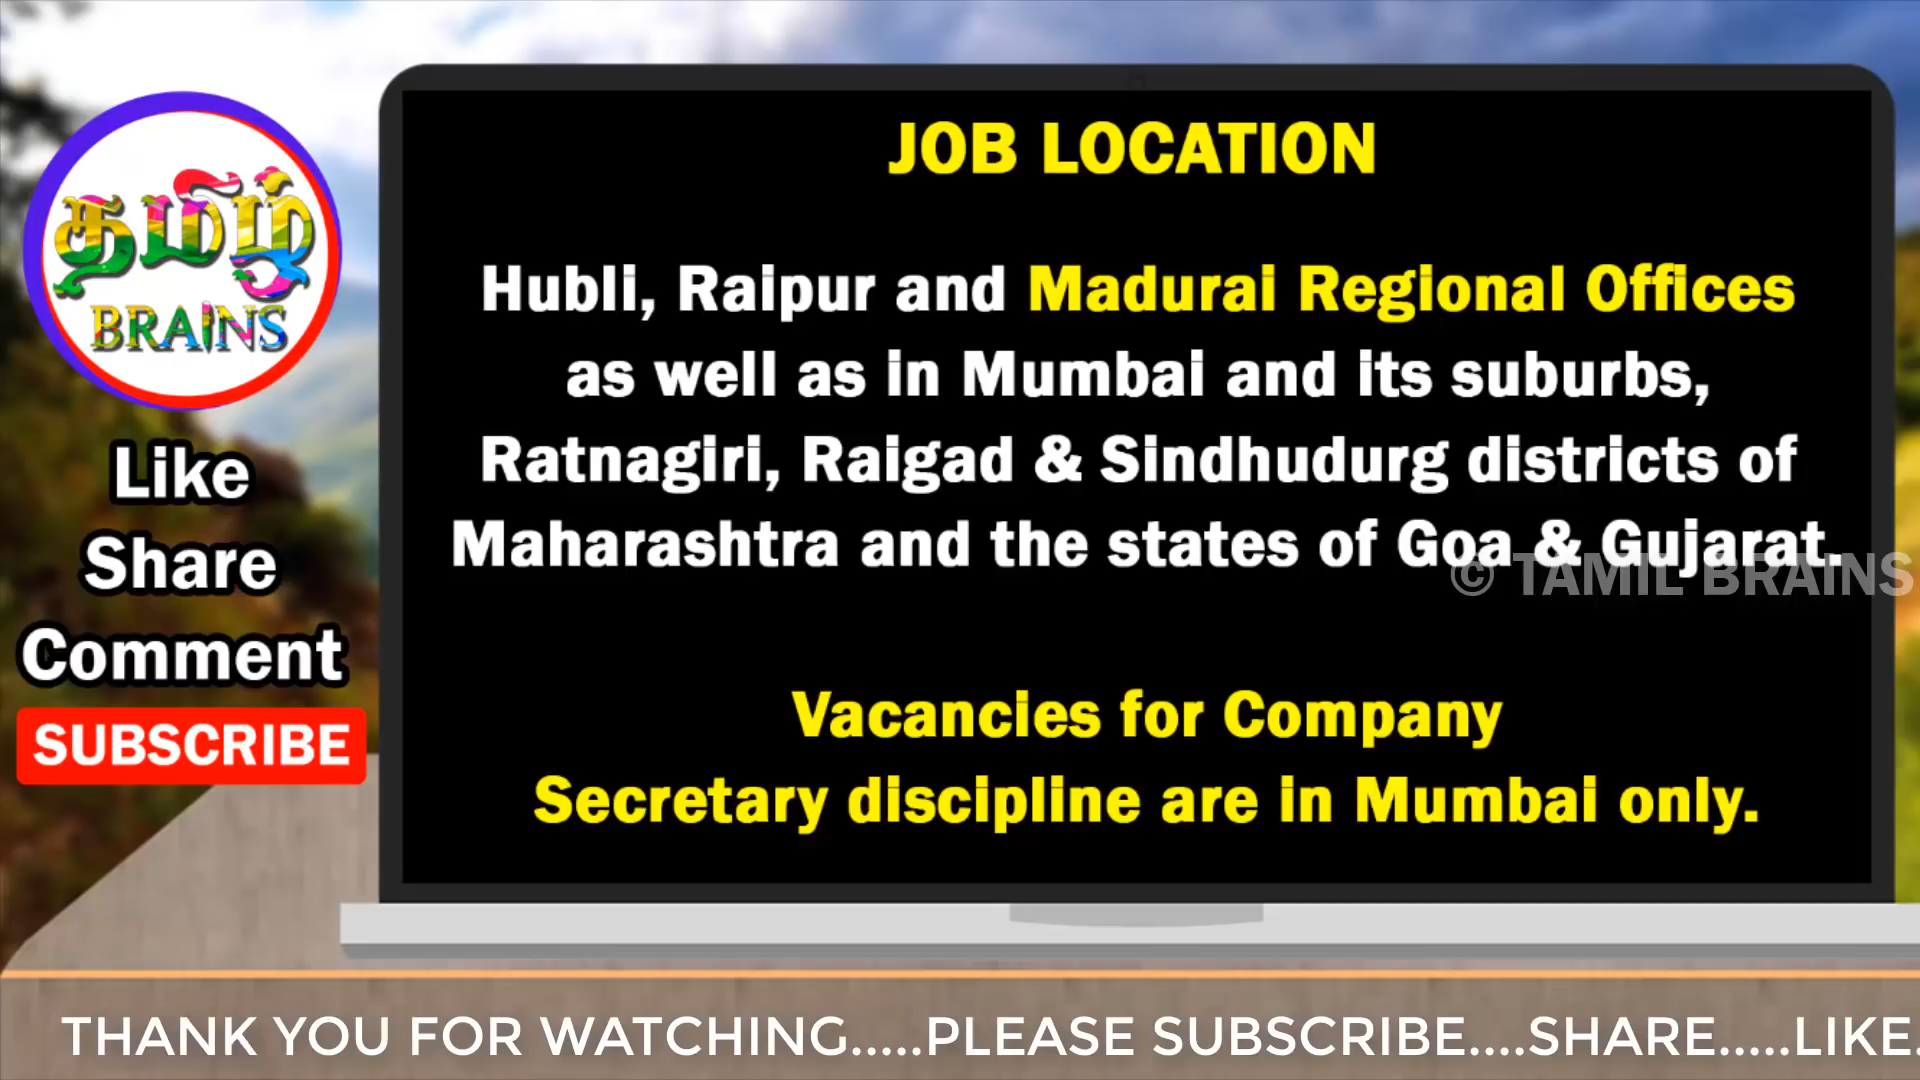 தமிழ்
BRAINS
Like
Share
Comment
SUBSCRIBE
JOB LOCATION
Hubli, Raipur and Madurai Regional Offices
as well as in Mumbai and its suburbs,
Ratnagiri, Raigad & Sindhudurg districts of
Maharashtra and the states of Goa & Gujarat.
© TAMIL BRAINS
Vacancies for Company
Secretary discipline are in Mumbai only.
THANK YOU FOR WATCHING.....PLEASE SUBSCRIBE....SHARE.....LIKE.